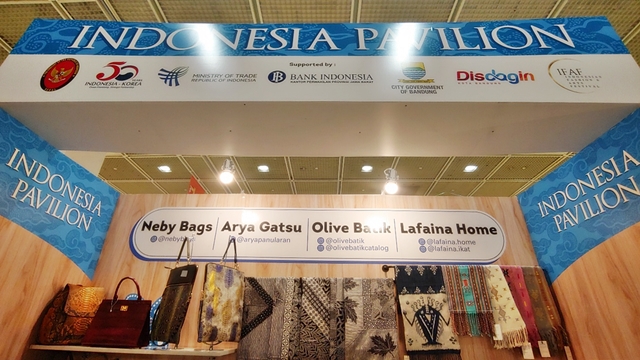 INDONESIA PAVILION
Supported by :
50
INDONESIA - KOREA
MINISTRY OF TRADE
REPUBLIC OF INDONESIA
BANK INDONESIA
CITY GOVERNMENT
OF BANDUNG
Disdagin
IFAF
INDONESIA
PAVILION
INDONESIA
PAVILION
Neby Bags
Arya Gatsu
@aryapanularan
Olive Batik
@olivebatik
@olivebatikcatalog
Lafaina Home
@lafaina.home
@lafaina.ikat